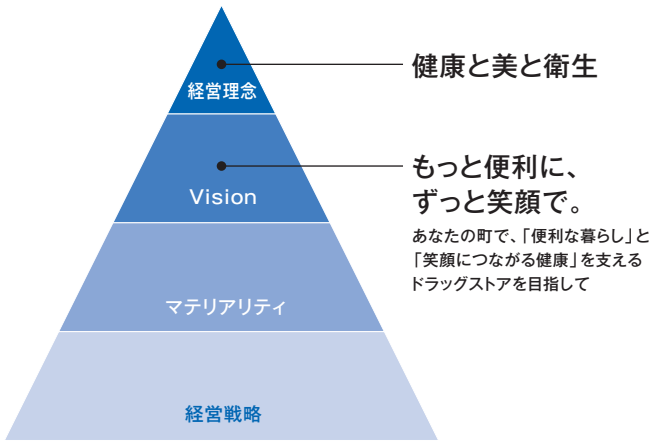 経営理念
健康と美と衛生
Vision
もっと便利に、
ずっと笑顔で。
あなたの町で、「便利な暮らし」と
「笑顔につながる健康」を支える
ドラッグストアを目指して
マテリアリティ
経営戦略